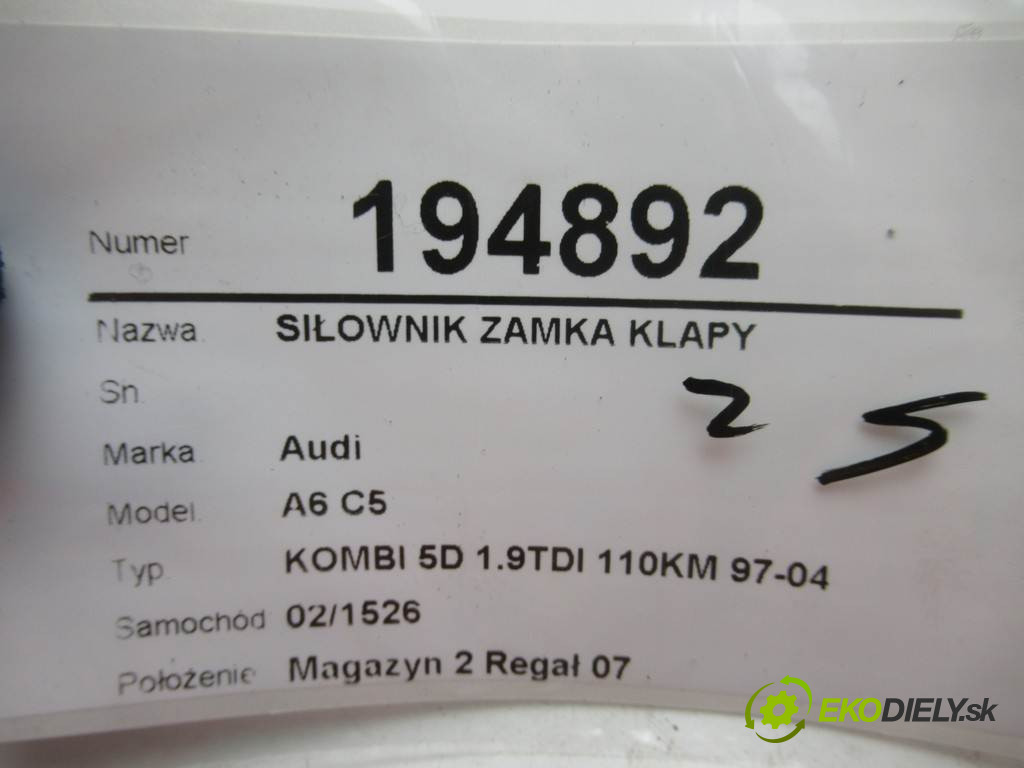 Numer 194892
Nazwa SIŁOWNIK ZAMKA KLAPY
Sn.
2 5
Marka Audi
Model A6 C5
Typ KOMBI 5D 1.9TDI 110KM 97-04
Samochód 02/1526
Położenie Magazyn 2 Regał 07
EKODIELY.sk